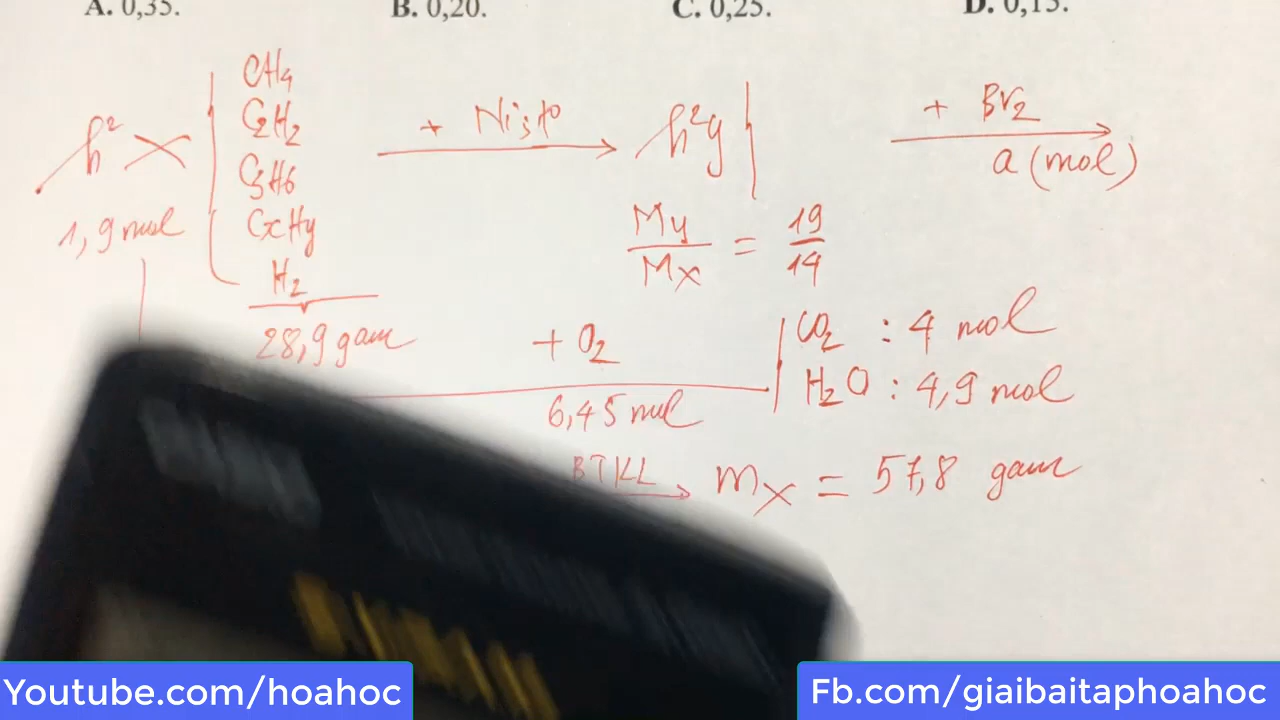 A. 0,35. B. 0,20. C. 0,25. D. 0,15.
CH4
C2H2
C3H6
CxHy
H2
h² X
1,9 mol
28,9 gam
+ Ni,t°
h² y
My/Mx = 19/14
+ Br2
a (mol)
+ O2
6,45 mol
CO2 : 4 mol
H2O : 4,9 mol
BTKL mX = 57,8 gam
Youtube.com/hoahoc
Fb.com/giaibaitaphoahoc